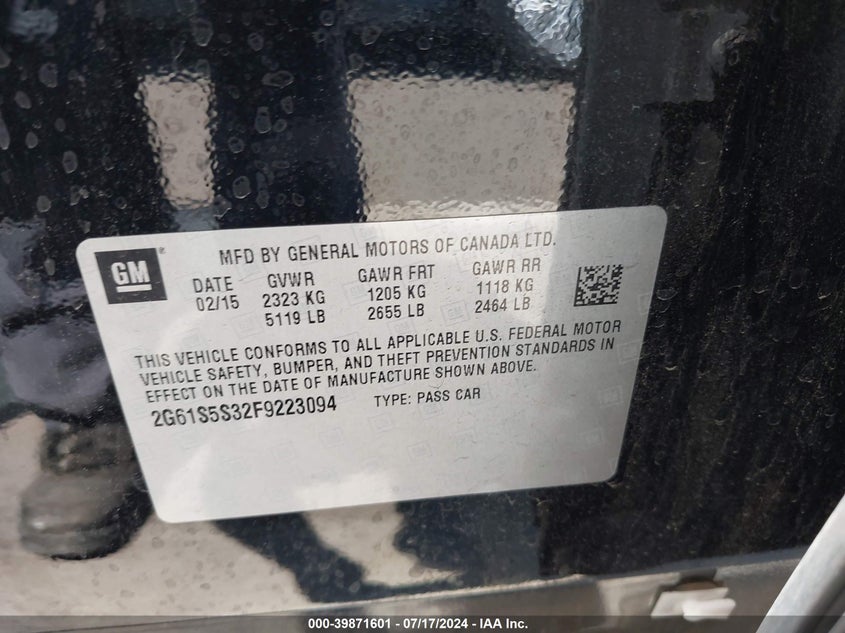 GM ®
MFD BY GENERAL MOTORS OF CANADA LTD.
DATE GVWR GAWR FRT GAWR RR
02/15 2323 KG 1205 KG 1118 KG
5119 LB 2655 LB 2464 LB
THIS VEHICLE CONFORMS TO ALL APPLICABLE U.S. FEDERAL MOTOR
VEHICLE SAFETY, BUMPER, AND THEFT PREVENTION STANDARDS IN
EFFECT ON THE DATE OF MANUFACTURE SHOWN ABOVE.
2G61S5S32F9223094 TYPE: PASS CAR
000-39871601 - 07/17/2024 - IAA Inc.